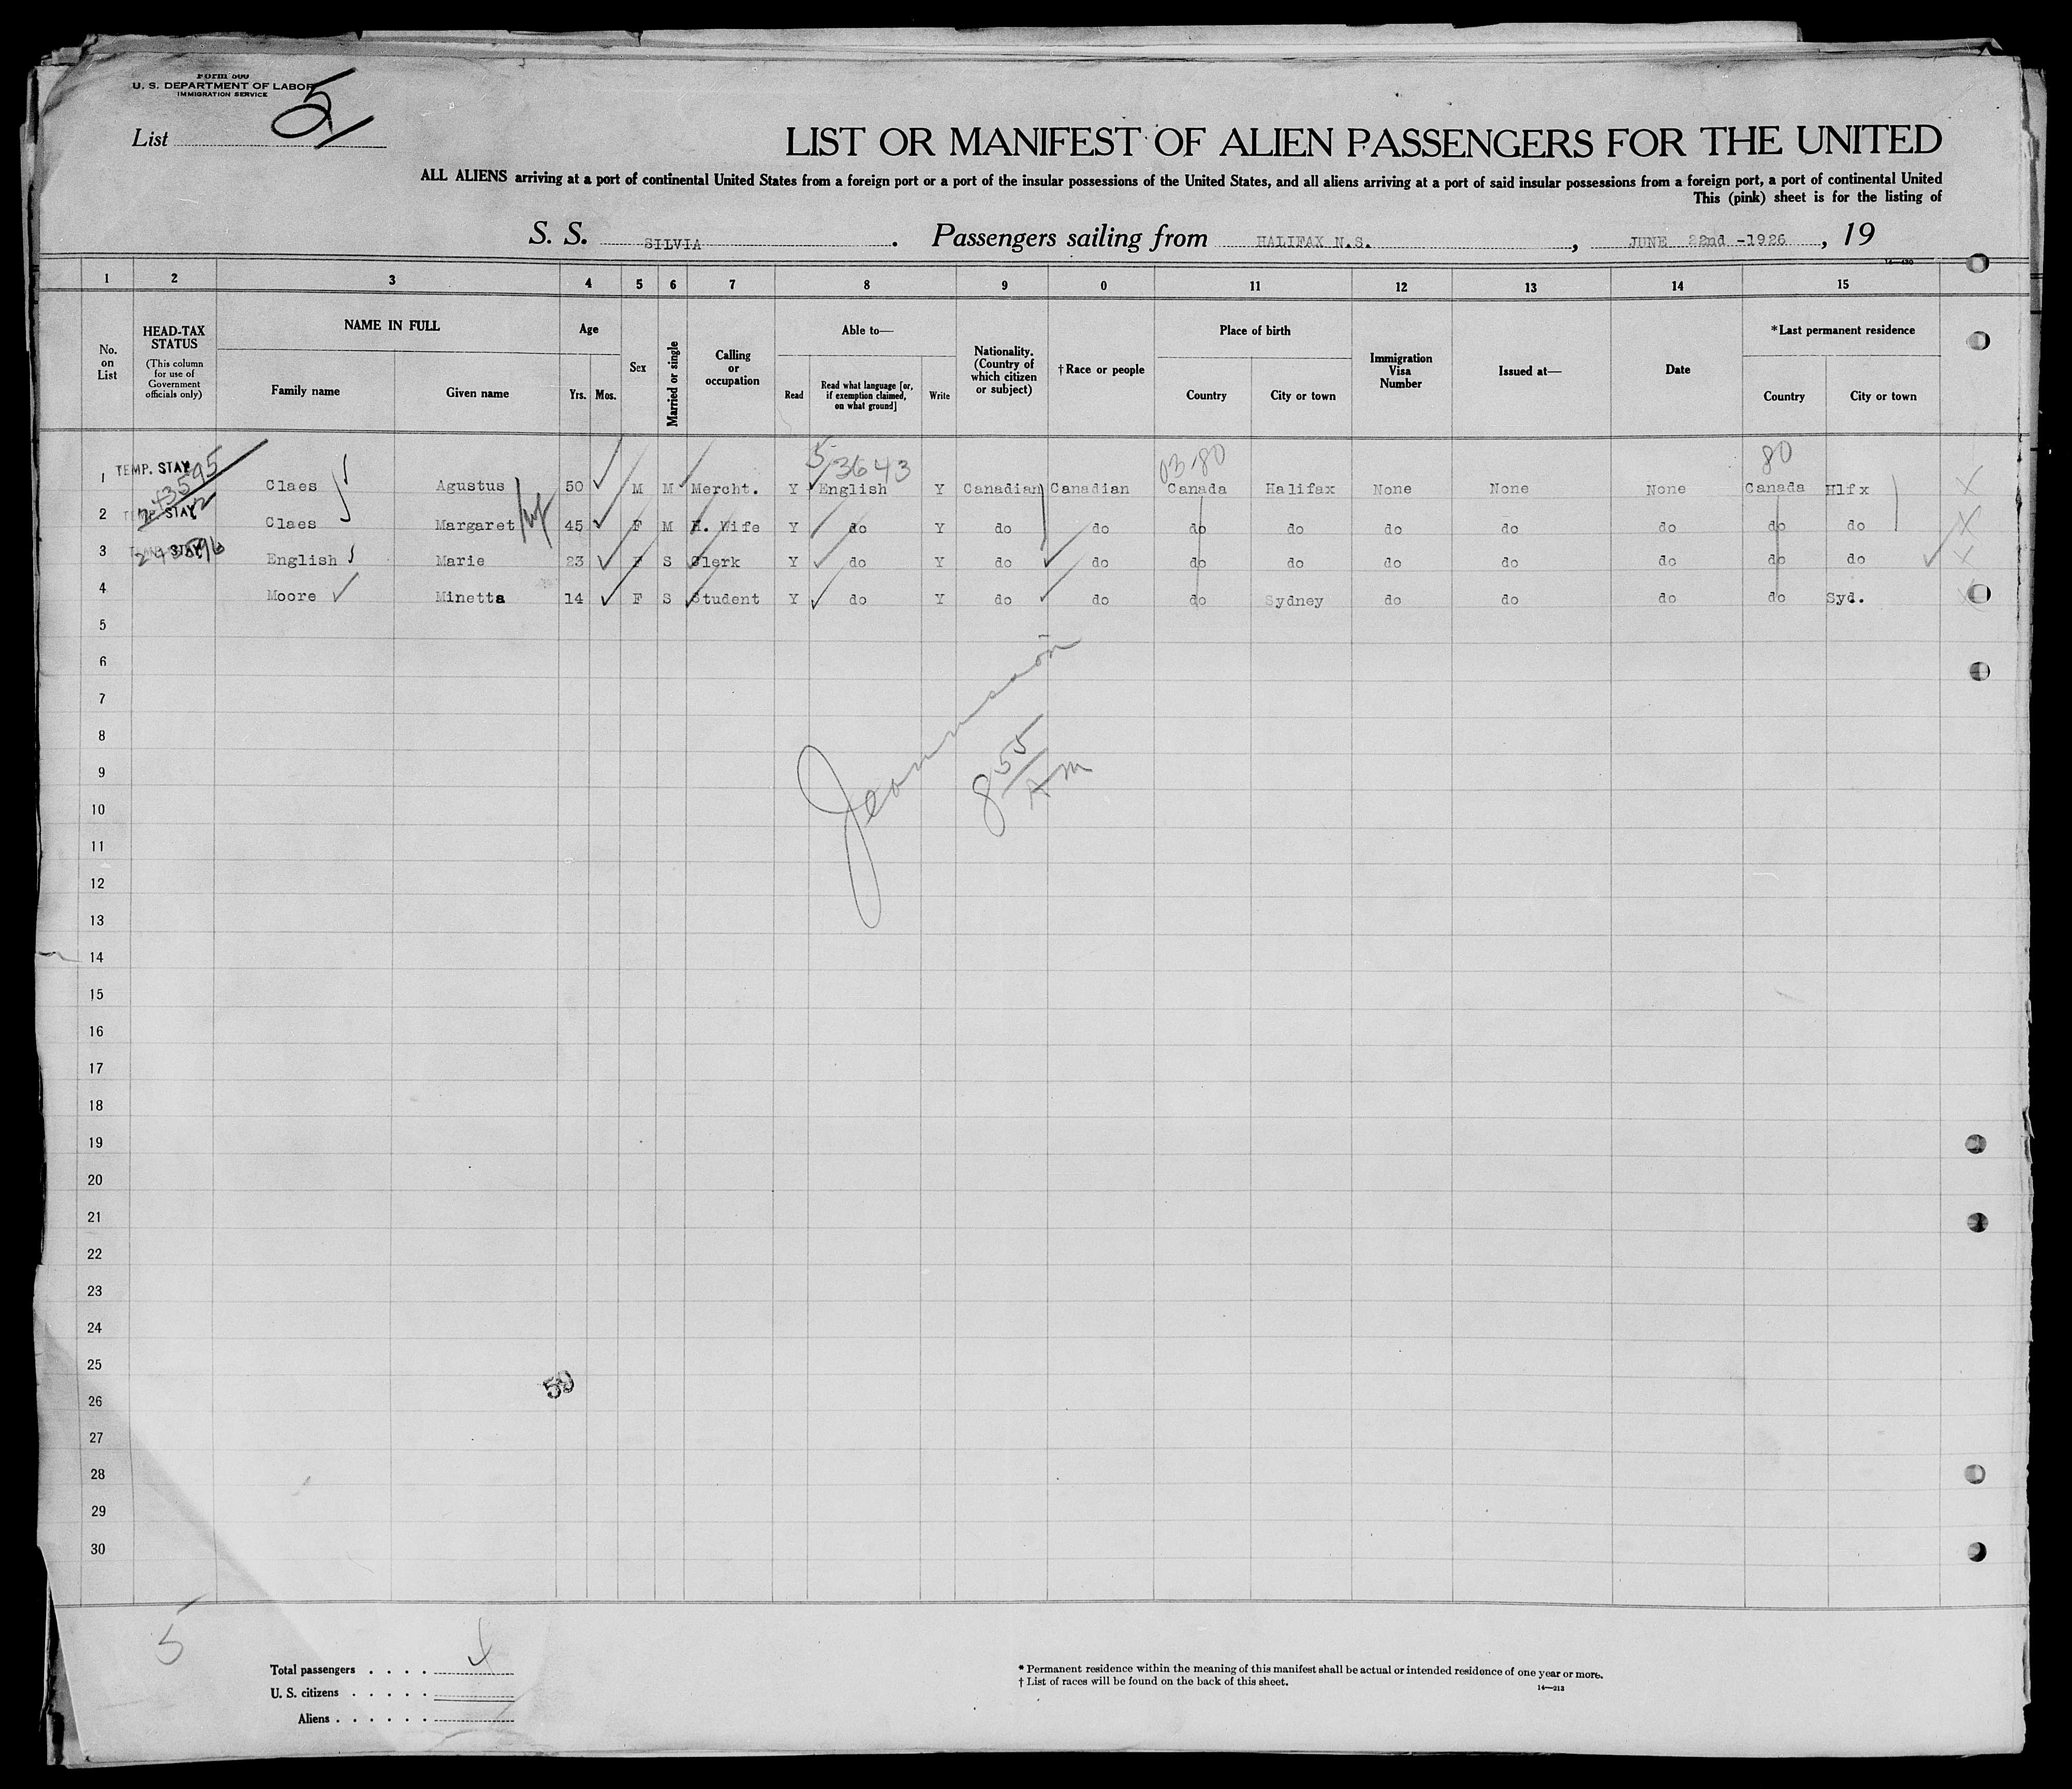 Form 500
U. S. DEPARTMENT OF LABOR
IMMIGRATION SERVICE
List 5
LIST OR MANIFEST OF ALIEN PASSENGERS FOR THE UNITED
ALL ALIENS arriving at a port of continental United States from a foreign port or a port of the insular possessions of the United States, and all aliens arriving at a port of said insular possessions from a foreign port, a port of continental United
This (pink) sheet is for the listing of
S. S. SILVIA . Passengers sailing from HALIFAX N.S. , JUNE 22nd -1926 , 19
1 2 3 4 5 6 7 8 9 0 11 12 13 14 15
No. on List
HEAD-TAX STATUS (This column for use of Government officials only)
NAME IN FULL
Family name
Given name
Age
Yrs. Mos.
Sex
Married or single
Calling or occupation
Able to—
Read
Read what language [or, if exemption claimed, on what ground]
Write
Nationality. (Country of which citizen or subject)
†Race or people
Place of birth
Country
City or town
Immigration Visa Number
Issued at—
Date
*Last permanent residence
Country
City or town
5 3643 03-80 80
1 TEMP. STAY Claes Agustus 50 M M Mercht. Y English Y Canadian Canadian Canada Halifax None None None Canada Hlfx
2 STAY Claes Margaret 45 F M H. Wife Y do Y do do do do do do do do do
3 STAY English Marie 23 F S Clerk Y do Y do do do do do do do do do
4 Moore Minetta 14 F S Student Y do Y do do do Sydney do do do do Syd.
5
6
7
8
9
10
11
12
13
14
15
16
17
18
19
20
21
22
23
24
25
26
27
28
29
30
8 55 AM
59
5
Total passengers . . . .
U. S. citizens . . . . .
Aliens . . . . . .
* Permanent residence within the meaning of this manifest shall be actual or intended residence of one year or more.
† List of races will be found on the back of this sheet.
14—213